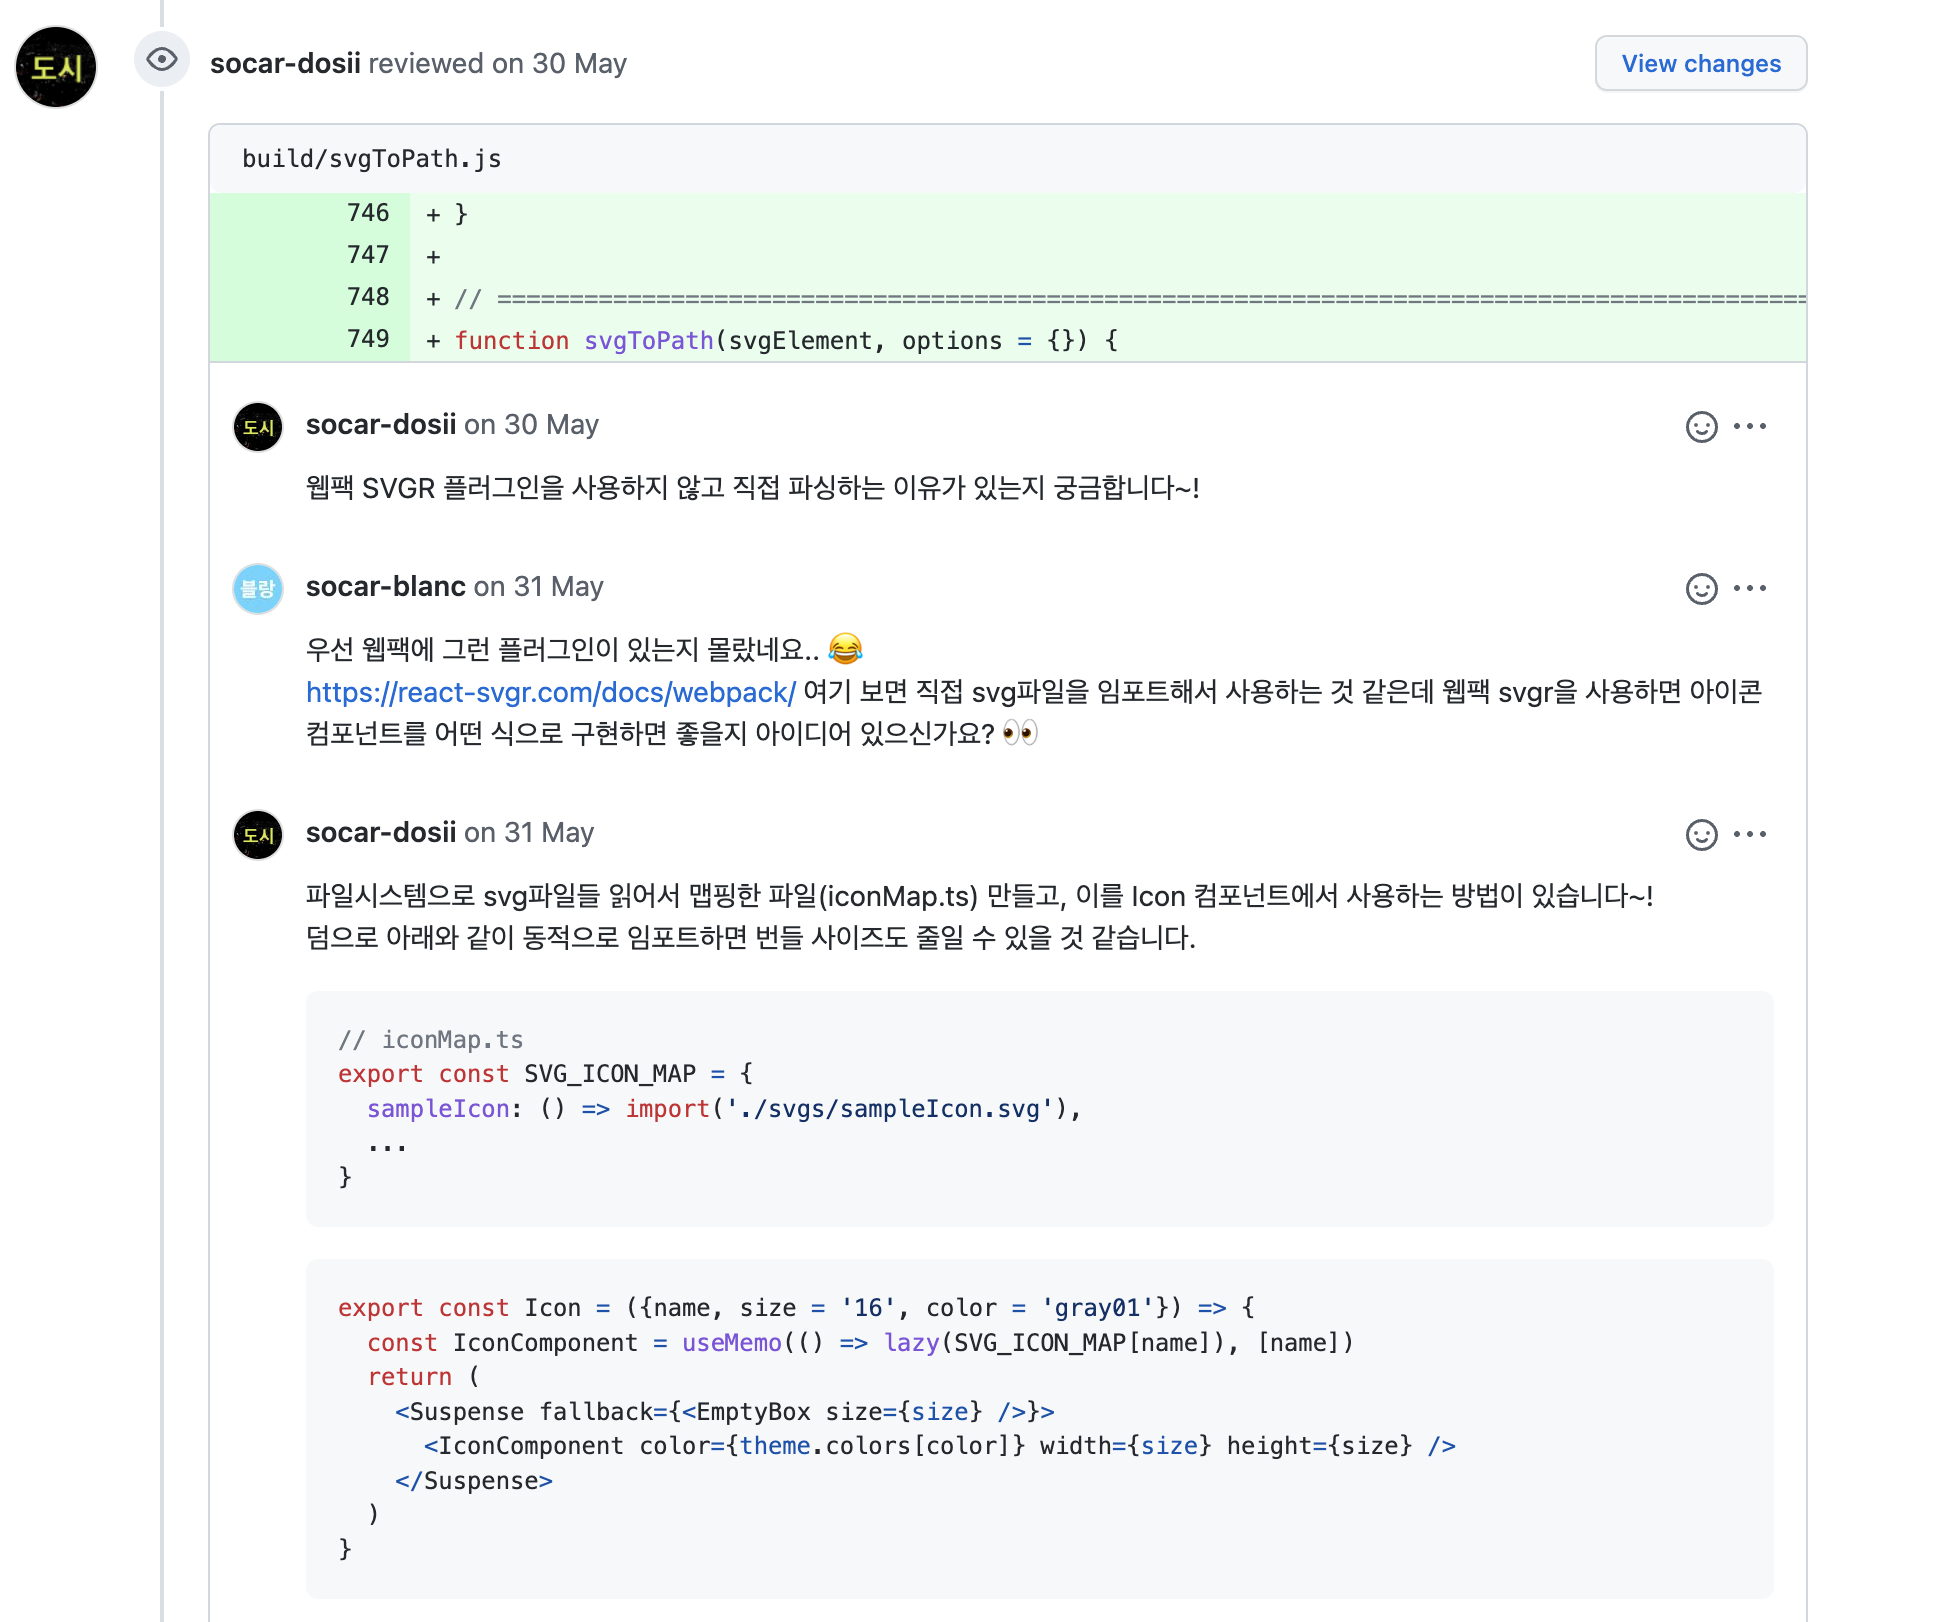 도시
socar-dosii reviewed on 30 May
View changes
build/svgToPath.js
746 + }
747 +
748 + // ===========================================================================================
749 + function svgToPath(svgElement, options = {}) {
도시
socar-dosii on 30 May
웹팩 SVGR 플러그인을 사용하지 않고 직접 파싱하는 이유가 있는지 궁금합니다~!
블랑
socar-blanc on 31 May
우선 웹팩에 그런 플러그인이 있는지 몰랐네요.. 😂
https://react-svgr.com/docs/webpack/ 여기 보면 직접 svg파일을 임포트해서 사용하는 것 같은데 웹팩 svgr을 사용하면 아이콘
컴포넌트를 어떤 식으로 구현하면 좋을지 아이디어 있으신가요? 👀
도시
socar-dosii on 31 May
파일시스템으로 svg파일들 읽어서 맵핑한 파일(iconMap.ts) 만들고, 이를 Icon 컴포넌트에서 사용하는 방법이 있습니다~!
덤으로 아래와 같이 동적으로 임포트하면 번들 사이즈도 줄일 수 있을 것 같습니다.
// iconMap.ts
export const SVG_ICON_MAP = {
  sampleIcon: () => import('./svgs/sampleIcon.svg'),
  ...
}
export const Icon = ({name, size = '16', color = 'gray01'}) => {
  const IconComponent = useMemo(() => lazy(SVG_ICON_MAP[name]), [name])
  return (
    <Suspense fallback={<EmptyBox size={size} />}>
      <IconComponent color={theme.colors[color]} width={size} height={size} />
    </Suspense>
  )
}